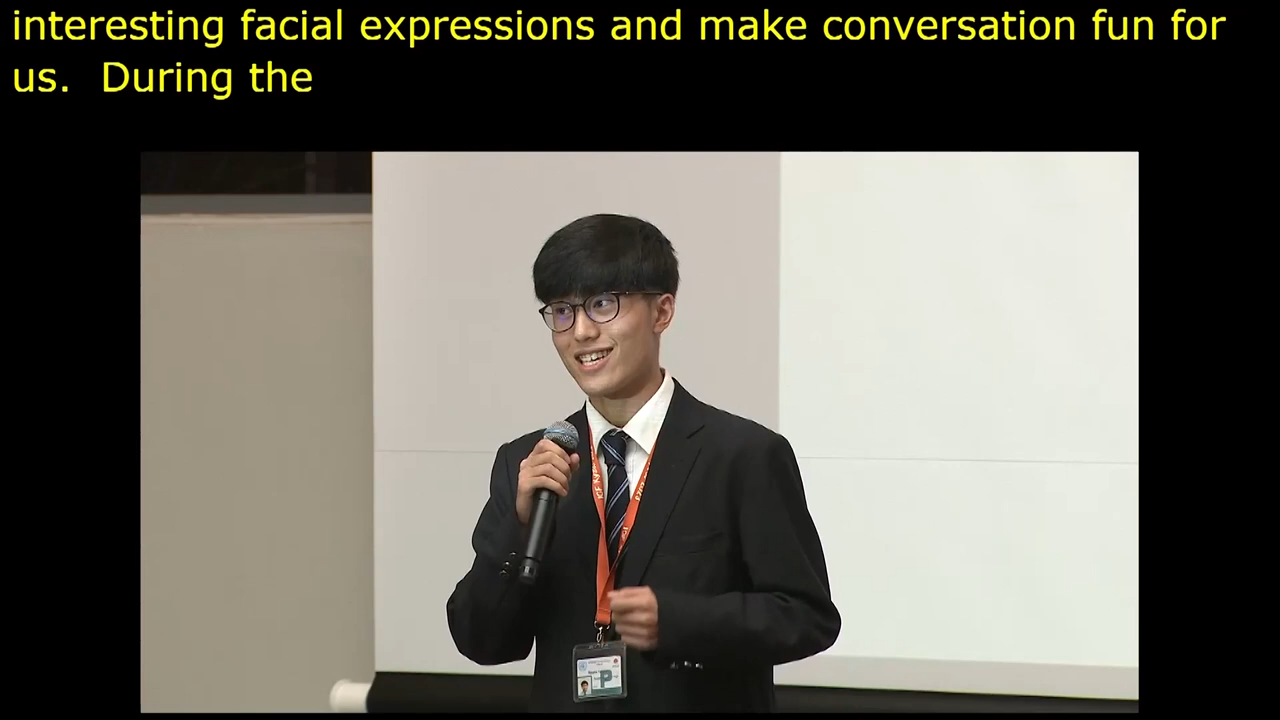 interesting facial expressions and make conversation fun for
us.  During the
P